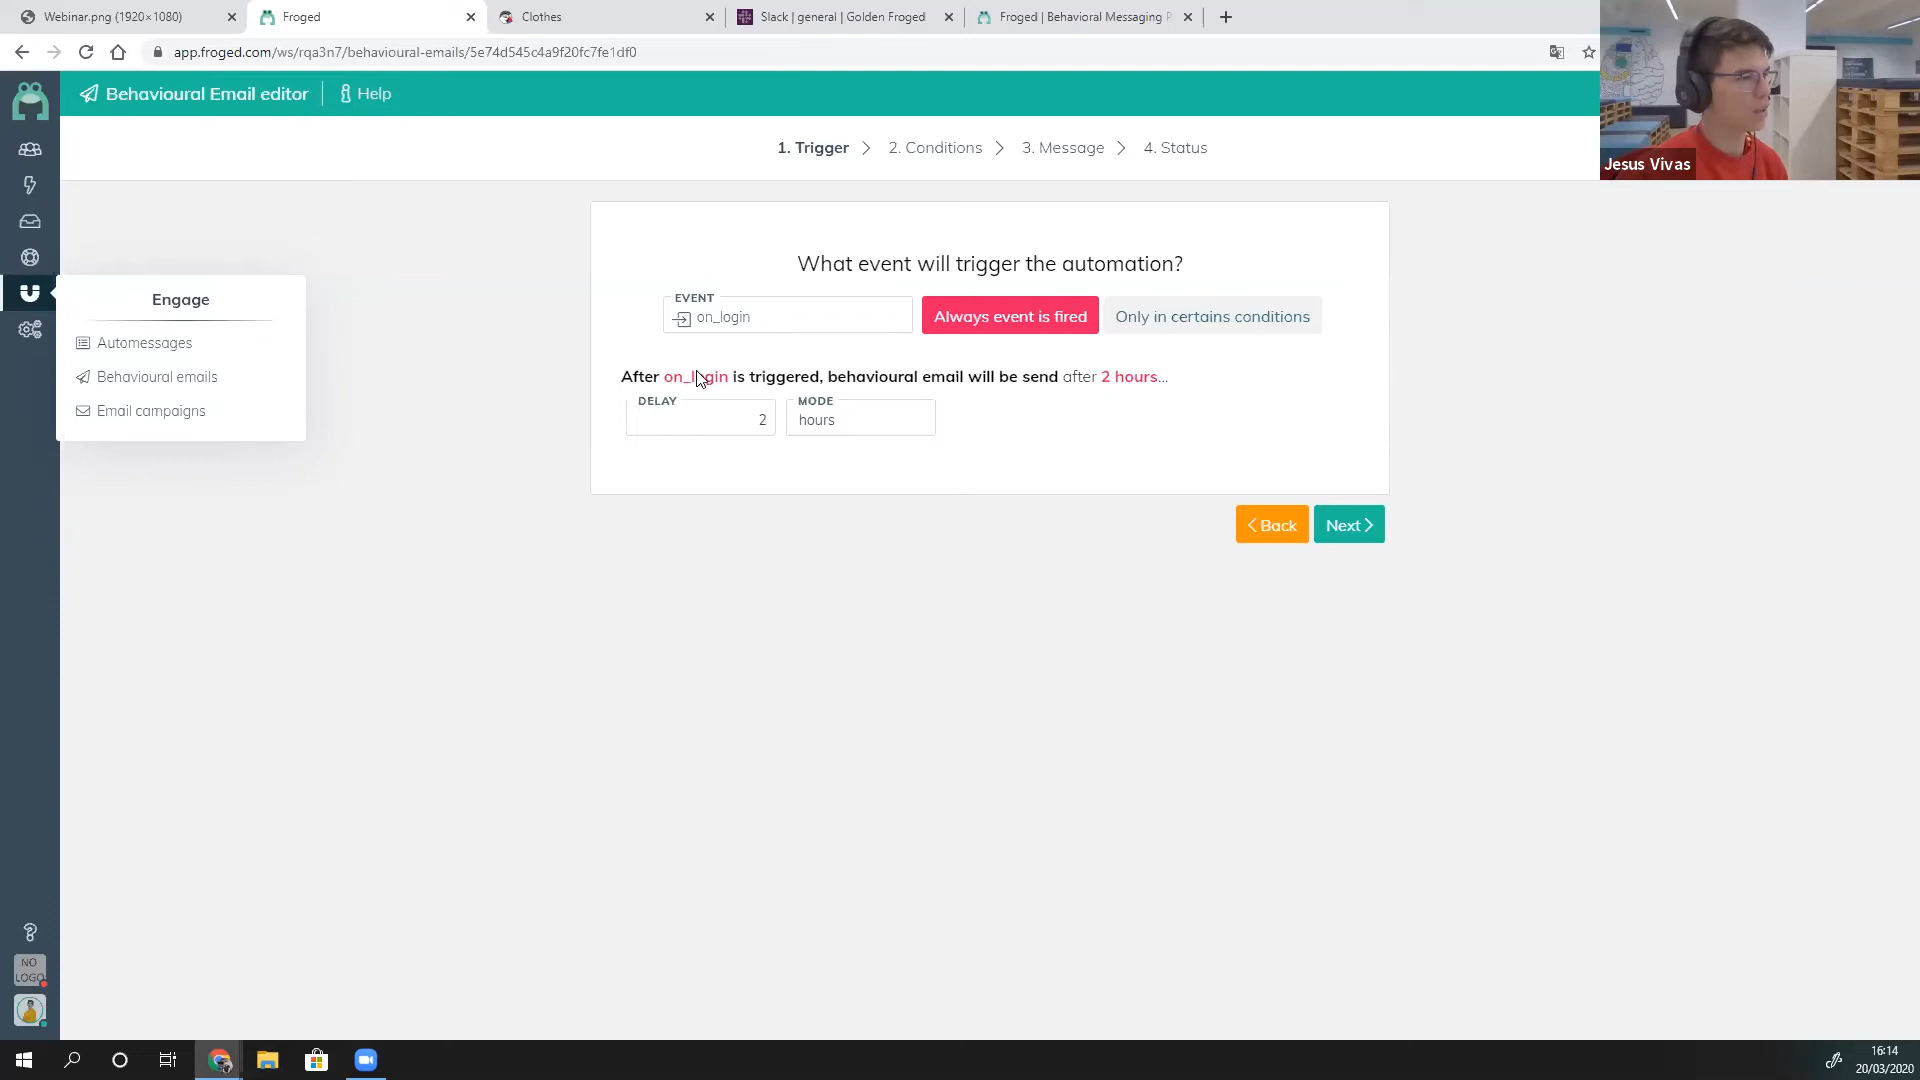 Webinar.png (1920×1080)
Froged
Clothes
Slack | general | Golden Froged
Froged | Behavioral Messaging P
app.froged.com/ws/rqa3n7/behavioural-emails/5e74d545c4a9f20fc7fe1df0
Behavioural Email editor
Help
1. Trigger
2. Conditions
3. Message
4. Status
Jesus Vivas
What event will trigger the automation?
EVENT
on_login
Always event is fired
Only in certains conditions
Engage
Automessages
Behavioural emails
Email campaigns
After on_login is triggered, behavioural email will be send after 2 hours...
DELAY
2
MODE
hours
Back
Next
NO
LOGO
16:14
20/03/2020